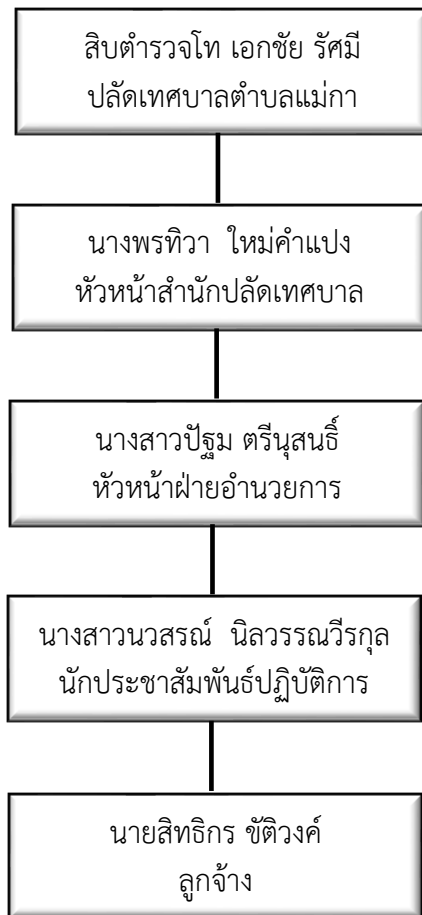 สิบตำรวจโท เอกชัย รัศมี
ปลัดเทศบาลตำบลแม่กา
นางพรทิวา ใหม่คำแปง
หัวหน้าสำนักปลัดเทศบาล
นางสาวปัฐม ตรีนุสนธิ์
หัวหน้าฝ่ายอำนวยการ
นางสาวนวสรณ์ นิลวรรณวีรกุล
นักประชาสัมพันธ์ปฏิบัติการ
นายสิทธิกร ขัติวงค์
ลูกจ้าง